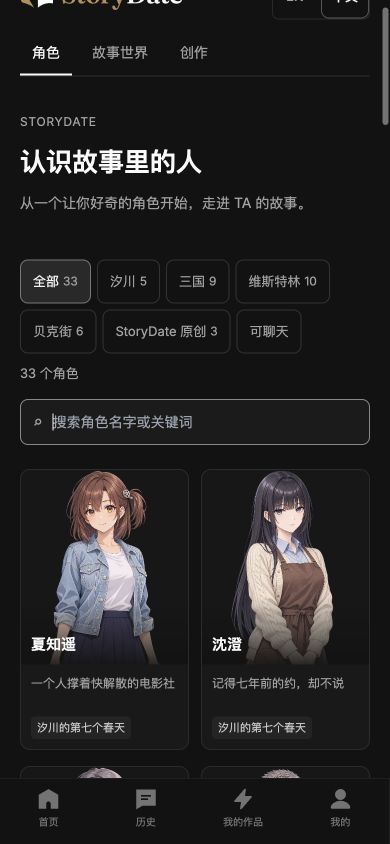 StoryDate
角色 故事世界 创作
STORYDATE
认识故事里的人
从一个让你好奇的角色开始，走进 TA 的故事。
全部 33 汐川 5 三国 9 维斯特林 10
贝克街 6 StoryDate 原创 3 可聊天
33 个角色
搜索角色名字或关键词
夏知遥
一个人撑着快解散的电影社
汐川的第七个春天
沈澄
记得七年前的约，却不说
汐川的第七个春天
首页 历史 我的作品 我的